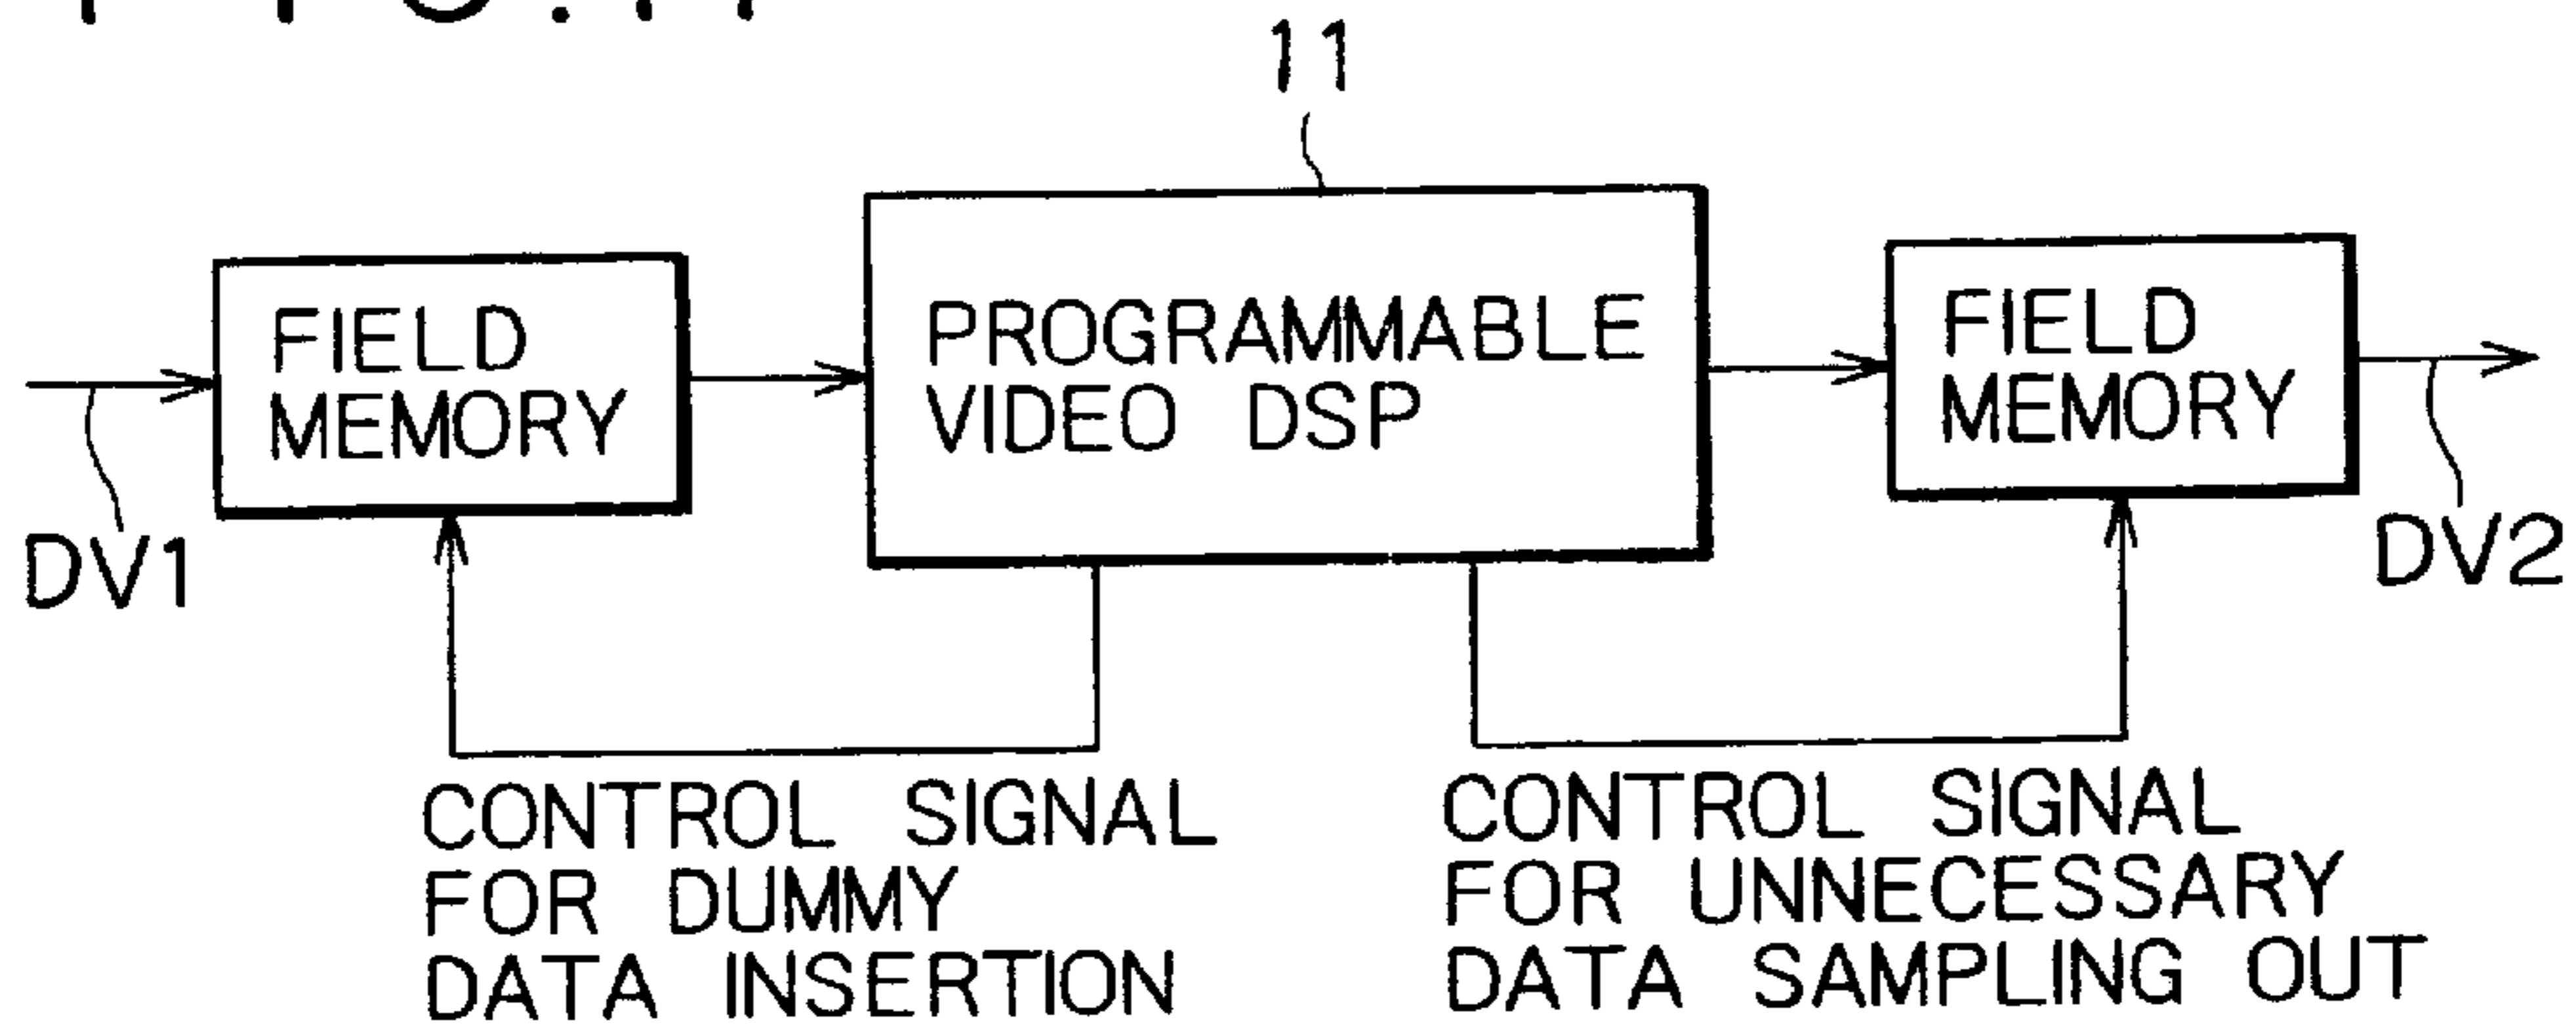 11
FIELD
MEMORY
PROGRAMMABLE
VIDEO DSP
FIELD
MEMORY
DV1
DV2
CONTROL SIGNAL
FOR DUMMY
DATA INSERTION
CONTROL SIGNAL
FOR UNNECESSARY
DATA SAMPLING OUT